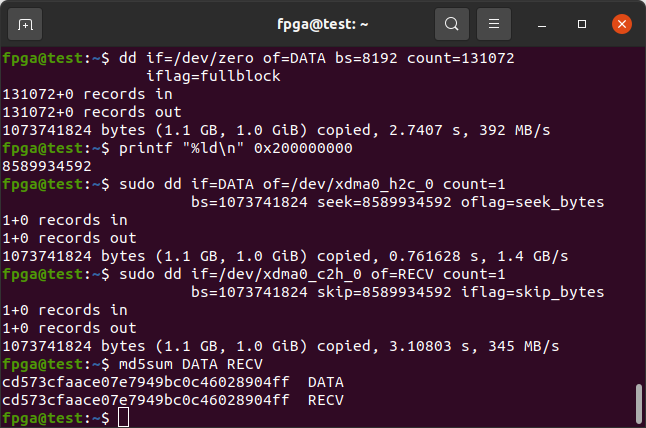 fpga@test: ~
fpga@test:~$ dd if=/dev/zero of=DATA bs=8192 count=131072
iflag=fullblock
131072+0 records in
131072+0 records out
1073741824 bytes (1.1 GB, 1.0 GiB) copied, 2.7407 s, 392 MB/s
fpga@test:~$ printf "%ld\n" 0x200000000
8589934592
fpga@test:~$ sudo dd if=DATA of=/dev/xdma0_h2c_0 count=1
bs=1073741824 seek=8589934592 oflag=seek_bytes
1+0 records in
1+0 records out
1073741824 bytes (1.1 GB, 1.0 GiB) copied, 0.761628 s, 1.4 GB/s
fpga@test:~$ sudo dd if=/dev/xdma0_c2h_0 of=RECV count=1
bs=1073741824 skip=8589934592 iflag=skip_bytes
1+0 records in
1+0 records out
1073741824 bytes (1.1 GB, 1.0 GiB) copied, 3.10803 s, 345 MB/s
fpga@test:~$ md5sum DATA RECV
cd573cfaace07e7949bc0c46028904ff  DATA
cd573cfaace07e7949bc0c46028904ff  RECV
fpga@test:~$